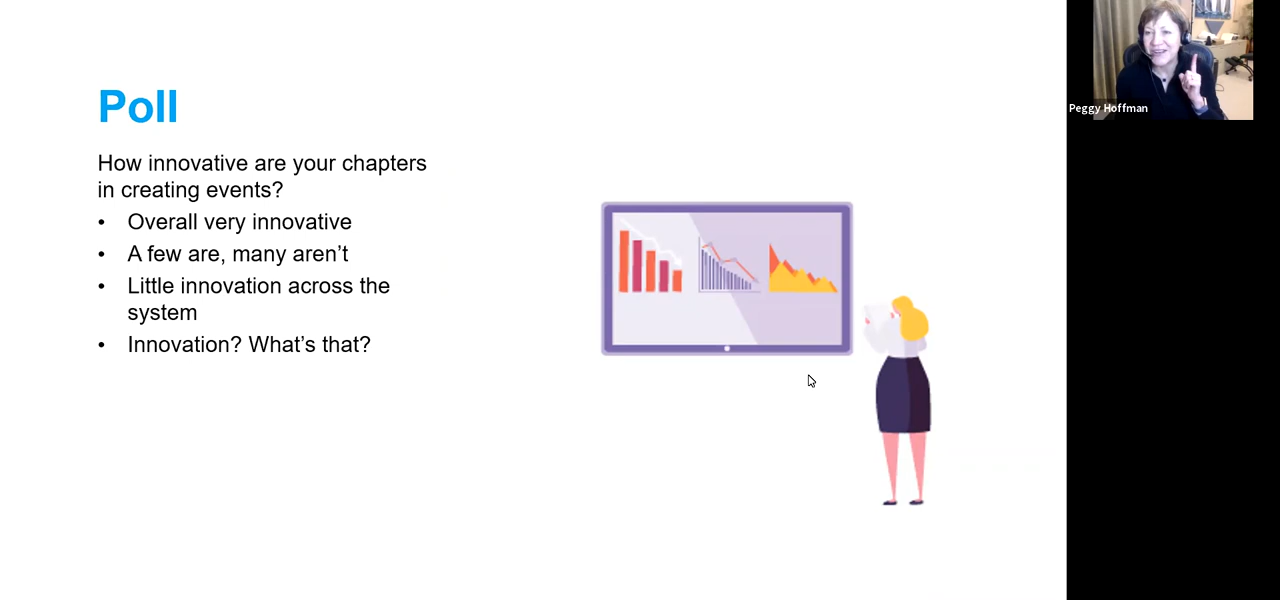 Poll
How innovative are your chapters
in creating events?
• Overall very innovative
• A few are, many aren’t
• Little innovation across the
system
• Innovation? What’s that?
Peggy Hoffman